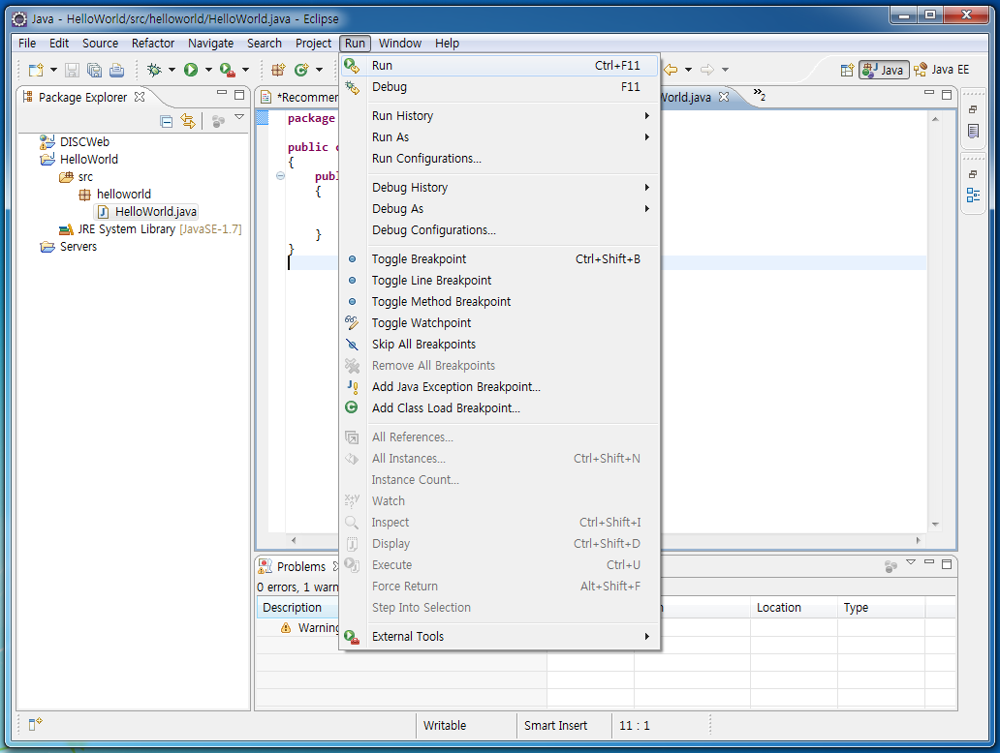 Java - HelloWorld/src/helloworld/HelloWorld.java - Eclipse
File Edit Source Refactor Navigate Search Project Run Window Help
Java Java EE
Package Explorer
DISCWeb
HelloWorld
src
helloworld
HelloWorld.java
JRE System Library [JavaSE-1.7]
Servers
*Recommen
World.java
»2
package
public c
{
publ
{
}
}
Run Ctrl+F11
Debug F11
Run History
Run As
Run Configurations...
Debug History
Debug As
Debug Configurations...
Toggle Breakpoint Ctrl+Shift+B
Toggle Line Breakpoint
Toggle Method Breakpoint
Toggle Watchpoint
Skip All Breakpoints
Remove All Breakpoints
Add Java Exception Breakpoint...
Add Class Load Breakpoint...
All References...
All Instances... Ctrl+Shift+N
Instance Count...
Watch
Inspect Ctrl+Shift+I
Display Ctrl+Shift+D
Execute Ctrl+U
Force Return Alt+Shift+F
Step Into Selection
External Tools
Problems
0 errors, 1 warn
Description Location Type
Warning
Writable Smart Insert 11 : 1